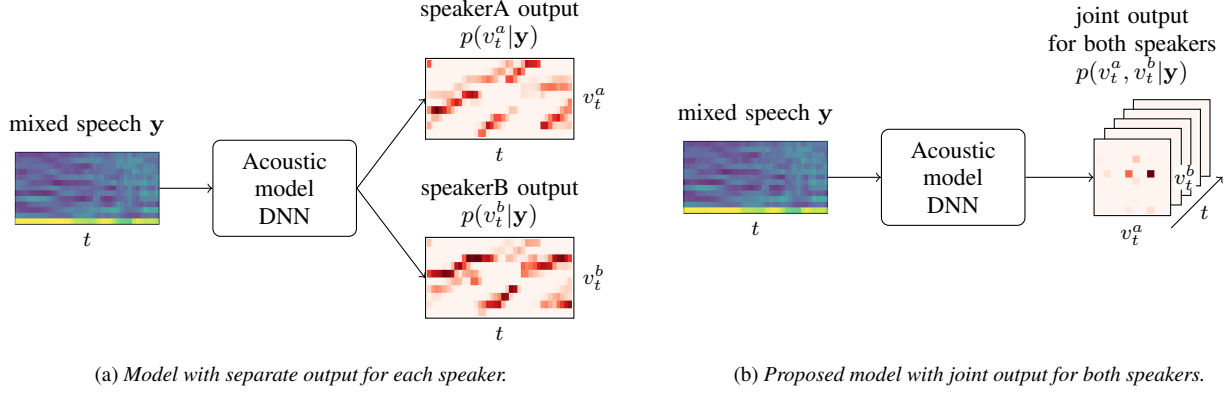 speakerA output
p(v_t^a|y)
v_t^a
t
mixed speech y
t
Acoustic
model
DNN
speakerB output
p(v_t^b|y)
v_t^b
t
(a) Model with separate output for each speaker.
joint output
for both speakers
p(v_t^a, v_t^b|y)
mixed speech y
t
Acoustic
model
DNN
v_t^b
v_t^a
t
(b) Proposed model with joint output for both speakers.